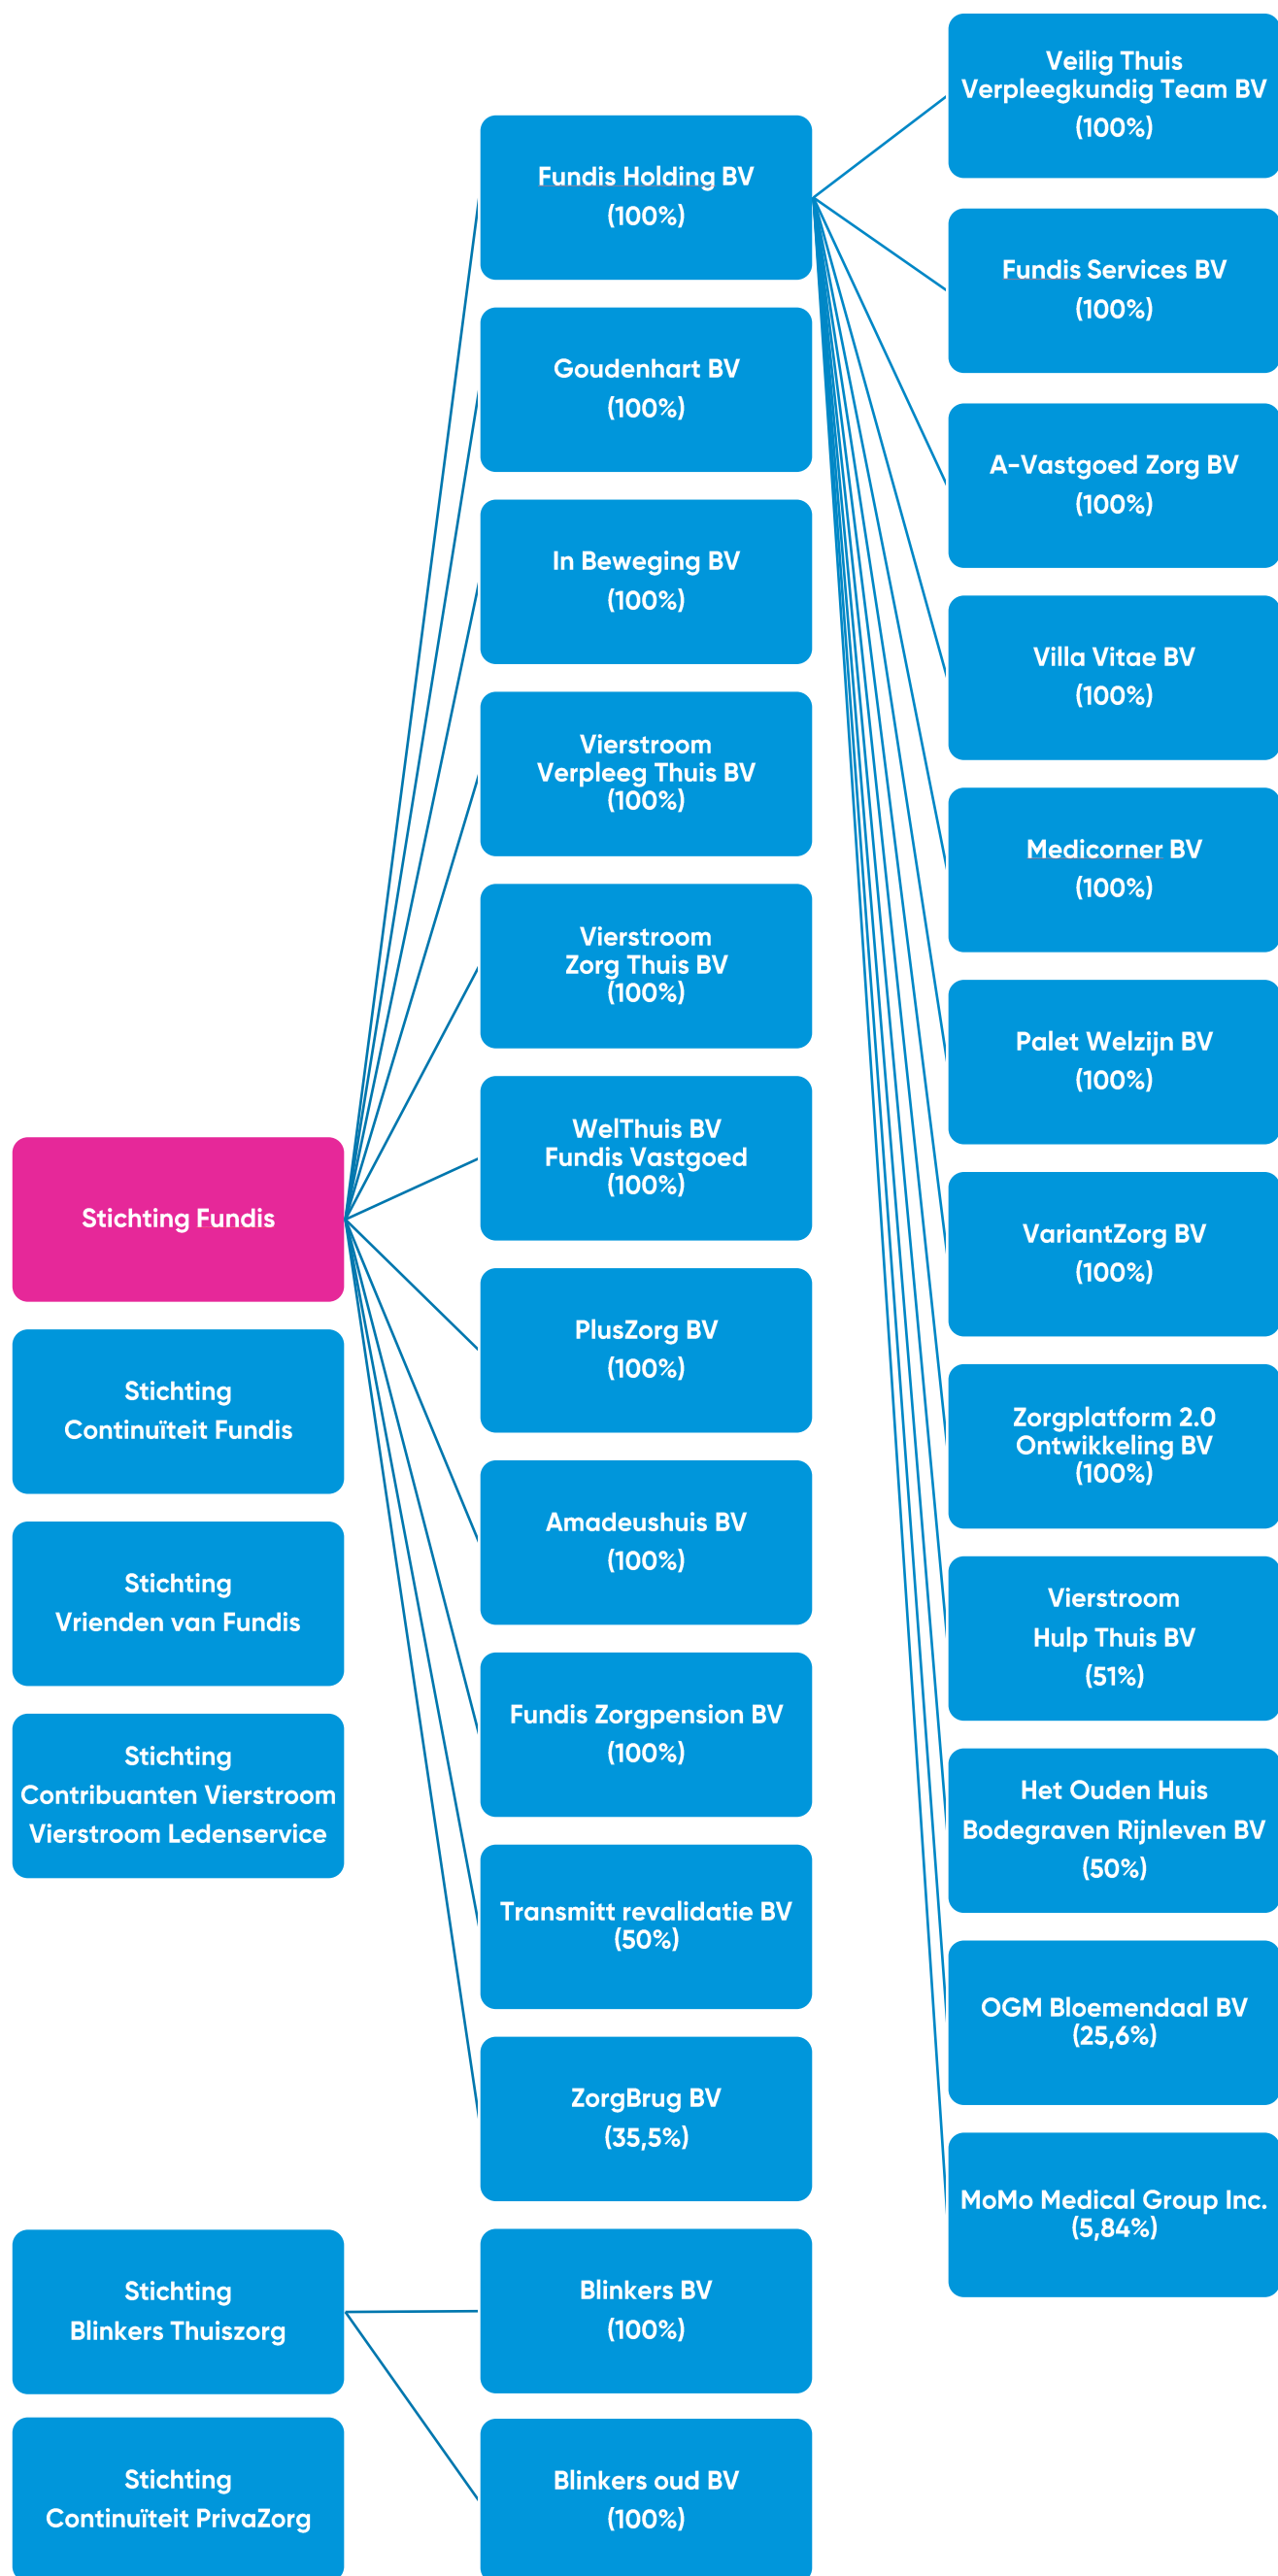 Stichting Fundis
Stichting
Continuïteit Fundis
Stichting
Vrienden van Fundis
Stichting
Contribuanten Vierstroom
Vierstroom Ledenservice
Stichting
Blinkers Thuiszorg
Stichting
Continuïteit PrivaZorg
Fundis Holding BV
(100%)
Goudenhart BV
(100%)
In Beweging BV
(100%)
Vierstroom
Verpleeg Thuis BV
(100%)
Vierstroom
Zorg Thuis BV
(100%)
WelThuis BV
Fundis Vastgoed
(100%)
PlusZorg BV
(100%)
Amadeushuis BV
(100%)
Fundis Zorgpension BV
(100%)
Transmitt revalidatie BV
(50%)
ZorgBrug BV
(35,5%)
Blinkers BV
(100%)
Blinkers oud BV
(100%)
Veilig Thuis
Verpleegkundig Team BV
(100%)
Fundis Services BV
(100%)
A-Vastgoed Zorg BV
(100%)
Villa Vitae BV
(100%)
Medicorner BV
(100%)
Palet Welzijn BV
(100%)
VariantZorg BV
(100%)
Zorgplatform 2.0
Ontwikkeling BV
(100%)
Vierstroom
Hulp Thuis BV
(51%)
Het Ouden Huis
Bodegraven Rijnleven BV
(50%)
OGM Bloemendaal BV
(25,6%)
MoMo Medical Group Inc.
(5,84%)